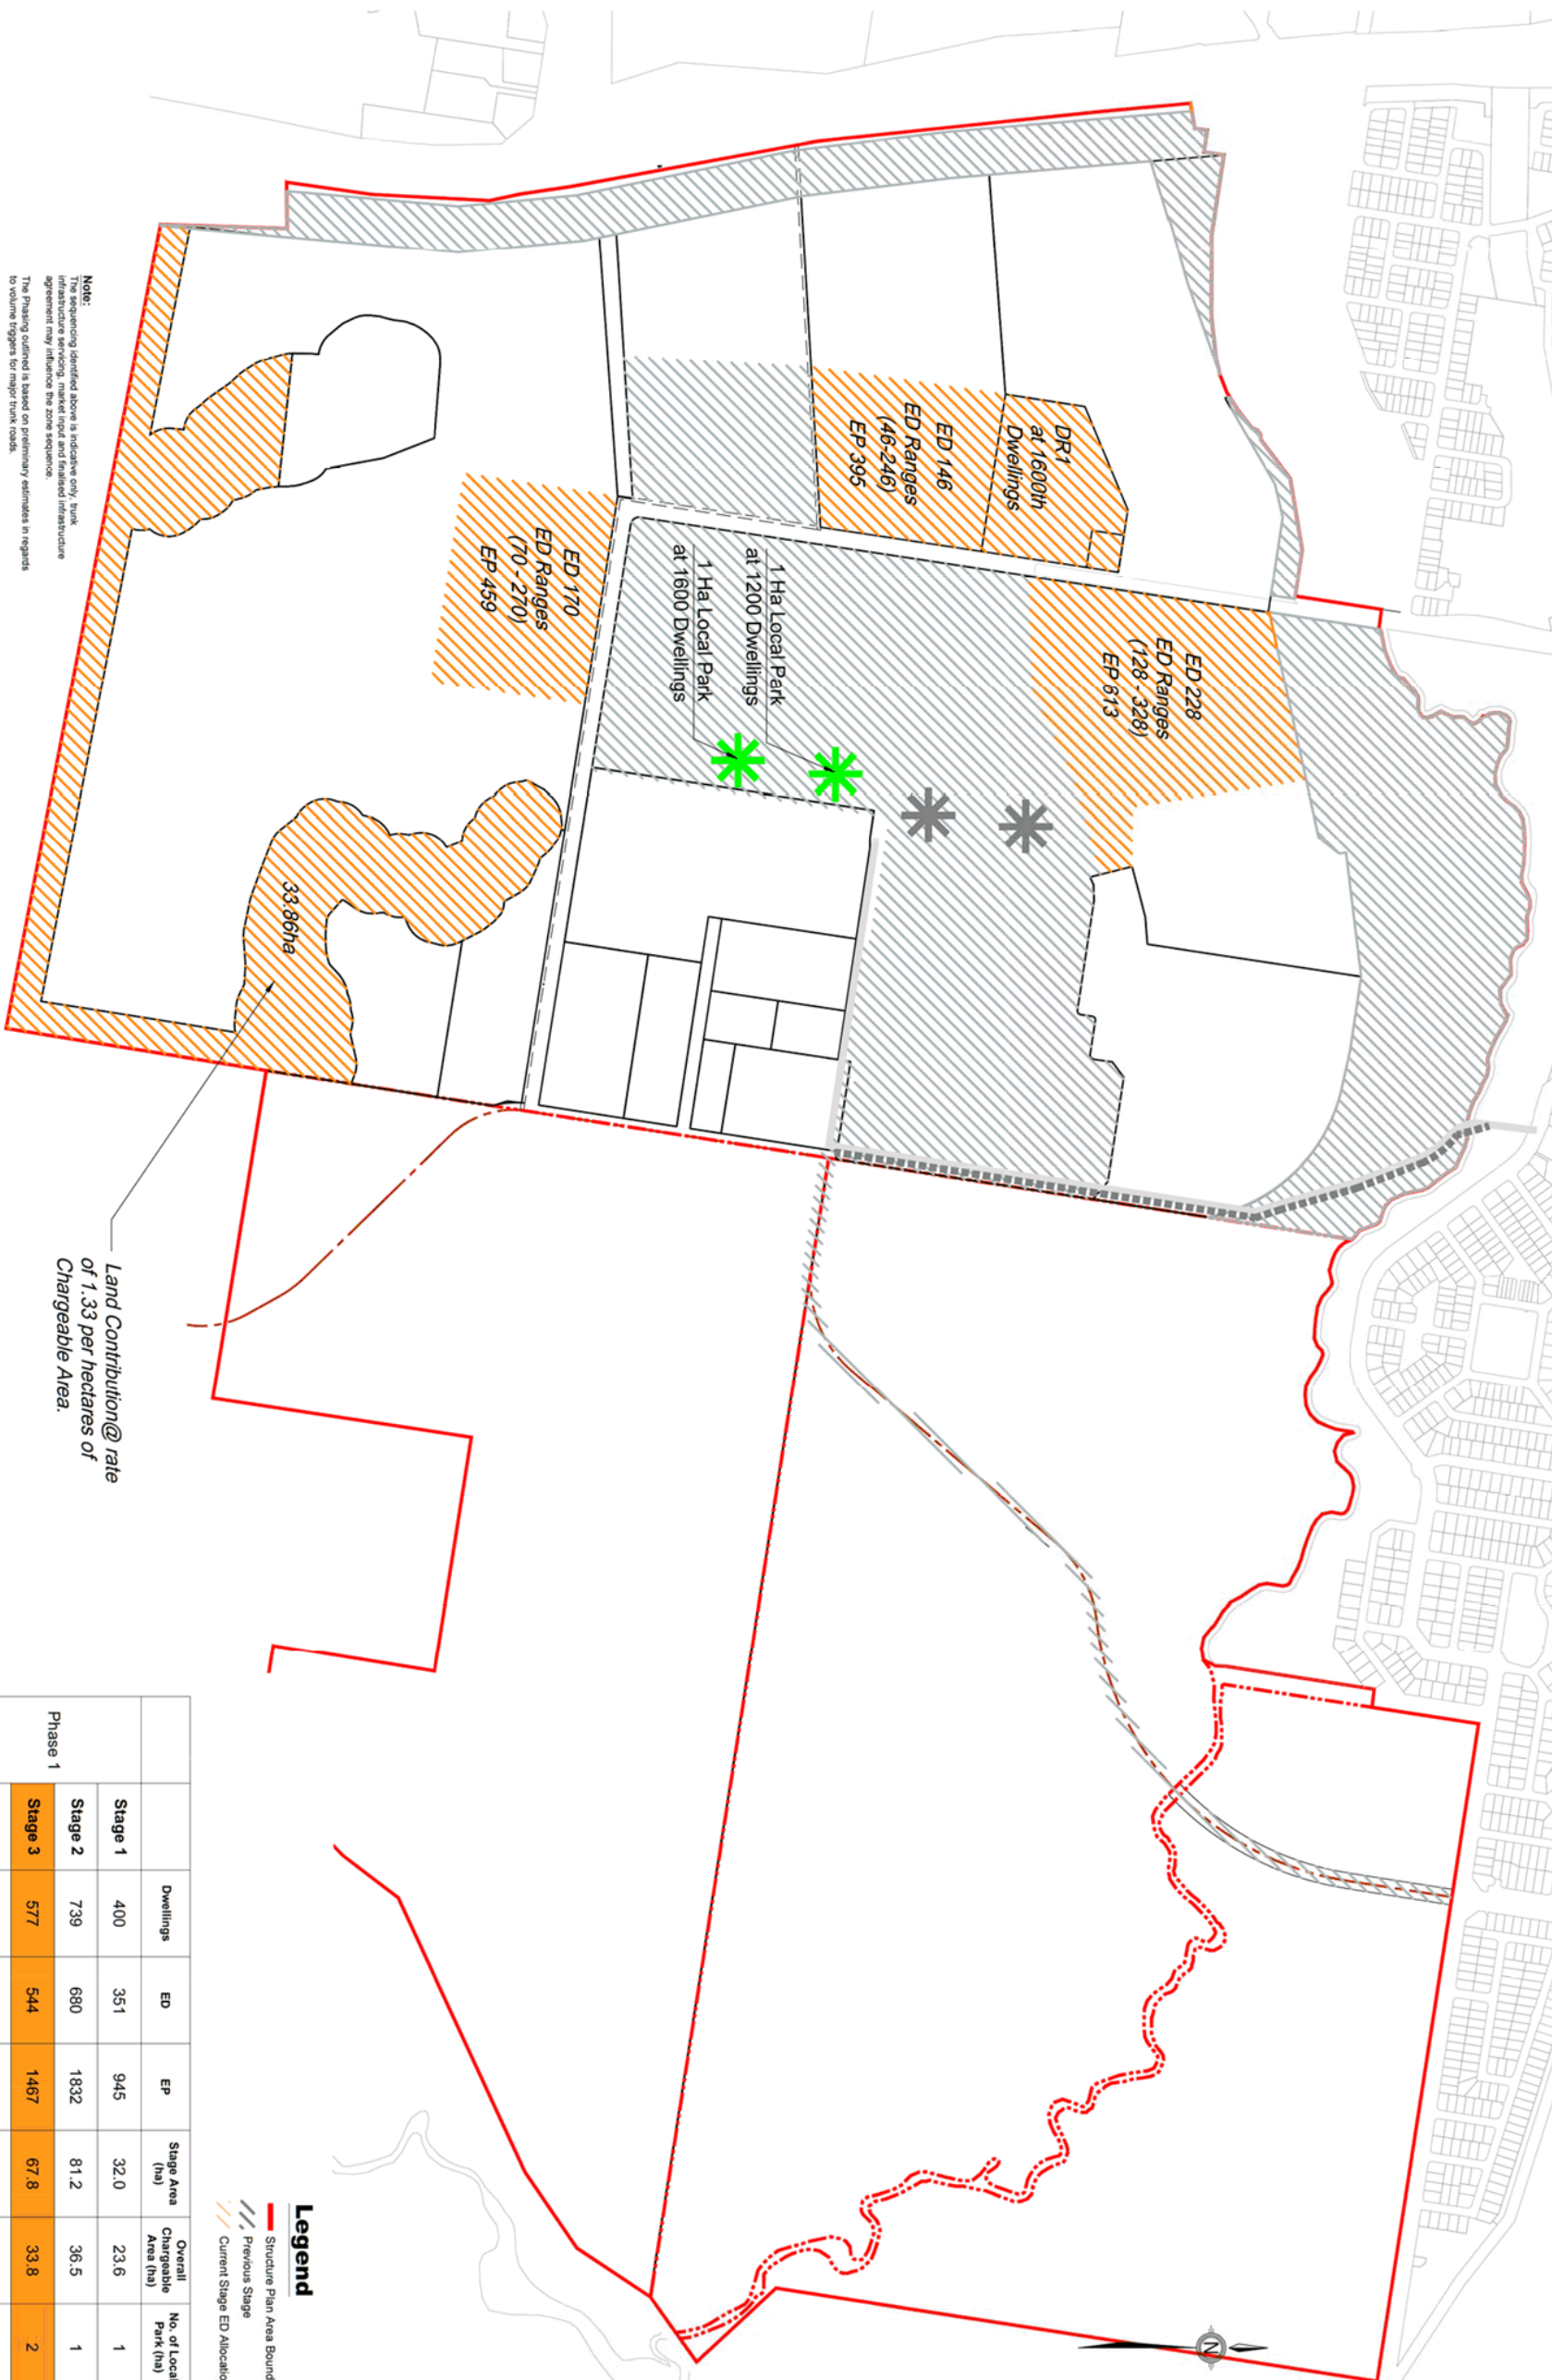 DR1
at 1600th
Dwellings
ED 146
ED Ranges
(46-246)
EP 395
ED 228
ED Ranges
(128 - 328)
EP 613
1 Ha Local Park
at 1200 Dwellings
1 Ha Local Park
at 1600 Dwellings
ED 170
ED Ranges
(70 - 270)
EP 459
33.86ha
Land Contribution@ rate
of 1.33 per hectares of
Chargeable Area.
Note:
The sequencing identified above is indicative only, trunk
infrastructure servicing, market input and finalised infrastructure
agreement may influence the zone sequence.
The Phasing outlined is based on preliminary estimates in regards
to volume triggers for major trunk roads.
N
Legend
Structure Plan Area Bound
Previous Stage
Current Stage ED Allocatio
Dwellings ED EP Stage Area (ha) Overall Chargeable Area (ha) No. of Local Park (ha)
Phase 1
Stage 1 400 351 945 32.0 23.6 1
Stage 2 739 680 1832 81.2 36.5 1
Stage 3 577 544 1467 67.8 33.8 2